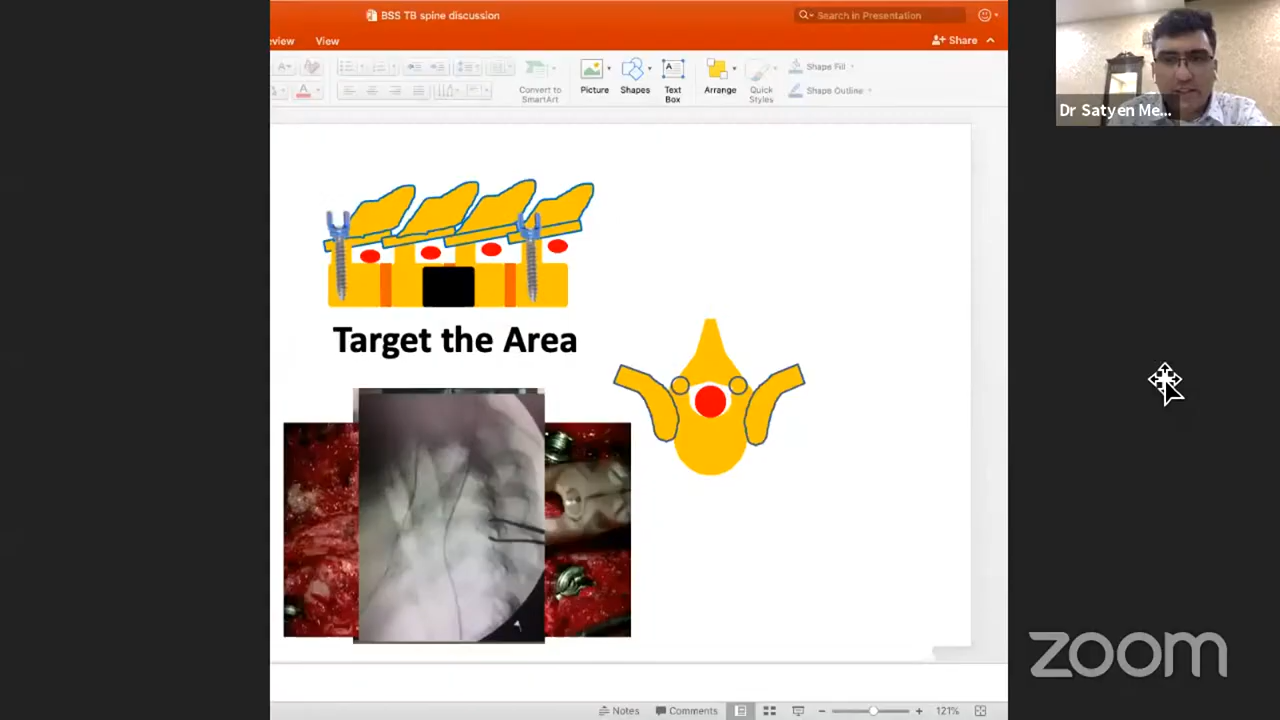 BSS TB spine discussion
Search in Presentation
view View
Share
Convert to
SmartArt
Picture
Shapes
Text
Box
Arrange
Quick
Styles
Shape Fill
Shape Outline
Dr Satyen Me...
Target the Area
zoom
Notes
Comments
121%